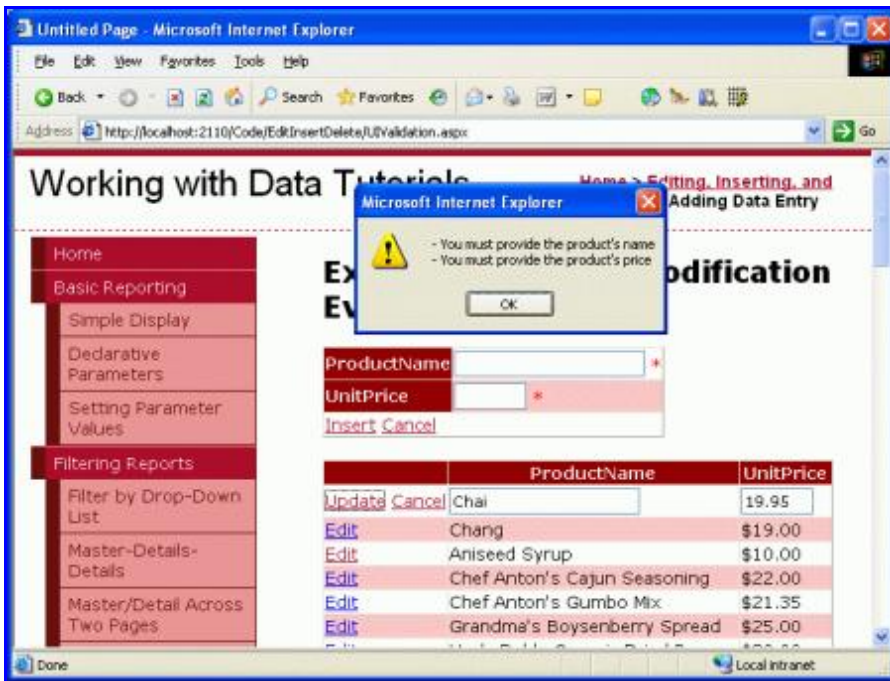 Untitled Page - Microsoft Internet Explorer
File Edit View Favorites Tools Help
Back Search Favorites
Address http://localhost:2110/Code/EditInsertDelete/UIValidation.aspx Go
Working with Data Tutorials
Home > Editing, Inserting, and
Adding Data Entry
Microsoft Internet Explorer
- You must provide the product's name
- You must provide the product's price
OK
Home
Basic Reporting
Simple Display
Declarative
Parameters
Setting Parameter
Values
Filtering Reports
Filter by Drop-Down
List
Master-Details-
Details
Master/Detail Across
Two Pages
Ex dification
Ev
ProductName *
UnitPrice *
Insert Cancel
ProductName UnitPrice
Update Cancel Chai 19.95
Edit Chang $19.00
Edit Aniseed Syrup $10.00
Edit Chef Anton's Cajun Seasoning $22.00
Edit Chef Anton's Gumbo Mix $21.35
Edit Grandma's Boysenberry Spread $25.00
Done Local intranet